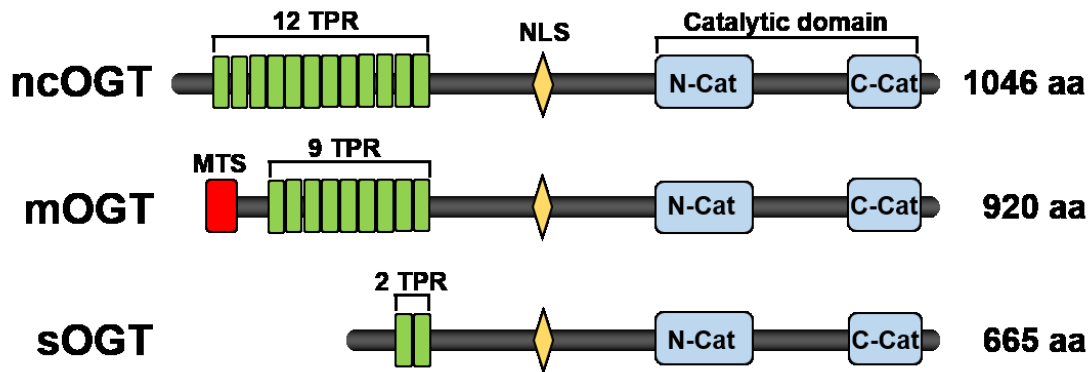 12 TPR NLS Catalytic domain
ncOGT N-Cat C-Cat 1046 aa
MTS 9 TPR
mOGT N-Cat C-Cat 920 aa
2 TPR
sOGT N-Cat C-Cat 665 aa